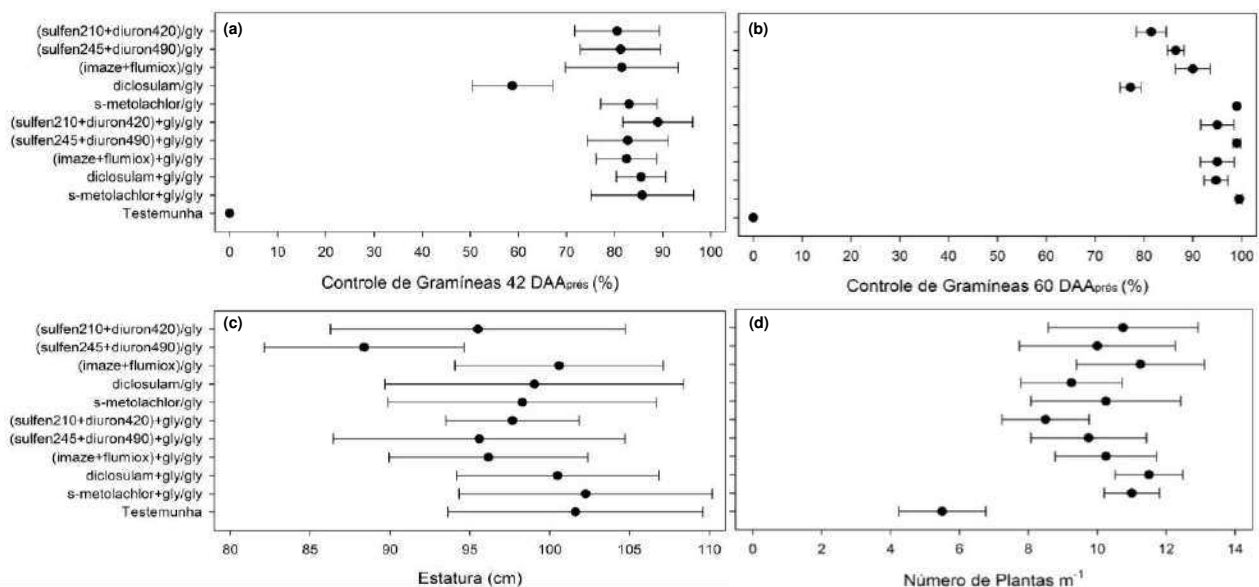 (a)
(sulfen210+diuron420)/gly
(sulfen245+diuron490)/gly
(imaze+flumiox)/gly
diclosulam/gly
s-metolachlor/gly
(sulfen210+diuron420)+gly/gly
(sulfen245+diuron490)+gly/gly
(imaze+flumiox)+gly/gly
diclosulam+gly/gly
s-metolachlor+gly/gly
Testemunha
0 10 20 30 40 50 60 70 80 90 100
Controle de Gramíneas 42 DAAprés (%)
(b)
0 10 20 30 40 50 60 70 80 90 100
Controle de Gramíneas 60 DAAprés (%)
(c)
(sulfen210+diuron420)/gly
(sulfen245+diuron490)/gly
(imaze+flumiox)/gly
diclosulam/gly
s-metolachlor/gly
(sulfen210+diuron420)+gly/gly
(sulfen245+diuron490)+gly/gly
(imaze+flumiox)+gly/gly
diclosulam+gly/gly
s-metolachlor+gly/gly
Testemunha
80 85 90 95 100 105 110
Estatura (cm)
(d)
0 2 4 6 8 10 12 14
Número de Plantas m⁻¹